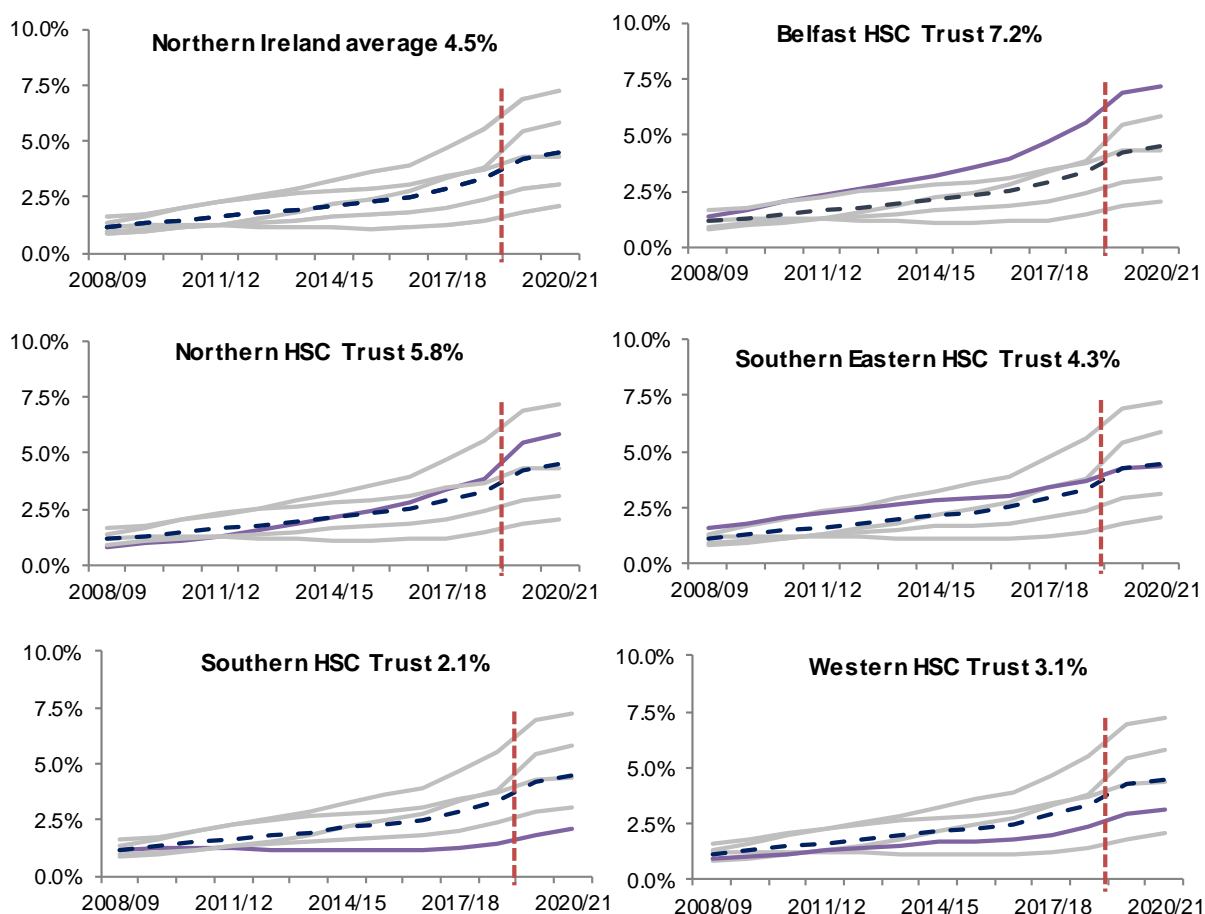 Northern Ireland average 4.5%
10.0%
7.5%
5.0%
2.5%
0.0%
2008/09 2011/12 2014/15 2017/18 2020/21
Belfast HSC Trust 7.2%
10.0%
7.5%
5.0%
2.5%
0.0%
2008/09 2011/12 2014/15 2017/18 2020/21
Northern HSC Trust 5.8%
10.0%
7.5%
5.0%
2.5%
0.0%
2008/09 2011/12 2014/15 2017/18 2020/21
Southern Eastern HSC Trust 4.3%
10.0%
7.5%
5.0%
2.5%
0.0%
2008/09 2011/12 2014/15 2017/18 2020/21
Southern HSC Trust 2.1%
10.0%
7.5%
5.0%
2.5%
0.0%
2008/09 2011/12 2014/15 2017/18 2020/21
Western HSC Trust 3.1%
10.0%
7.5%
5.0%
2.5%
0.0%
2008/09 2011/12 2014/15 2017/18 2020/21